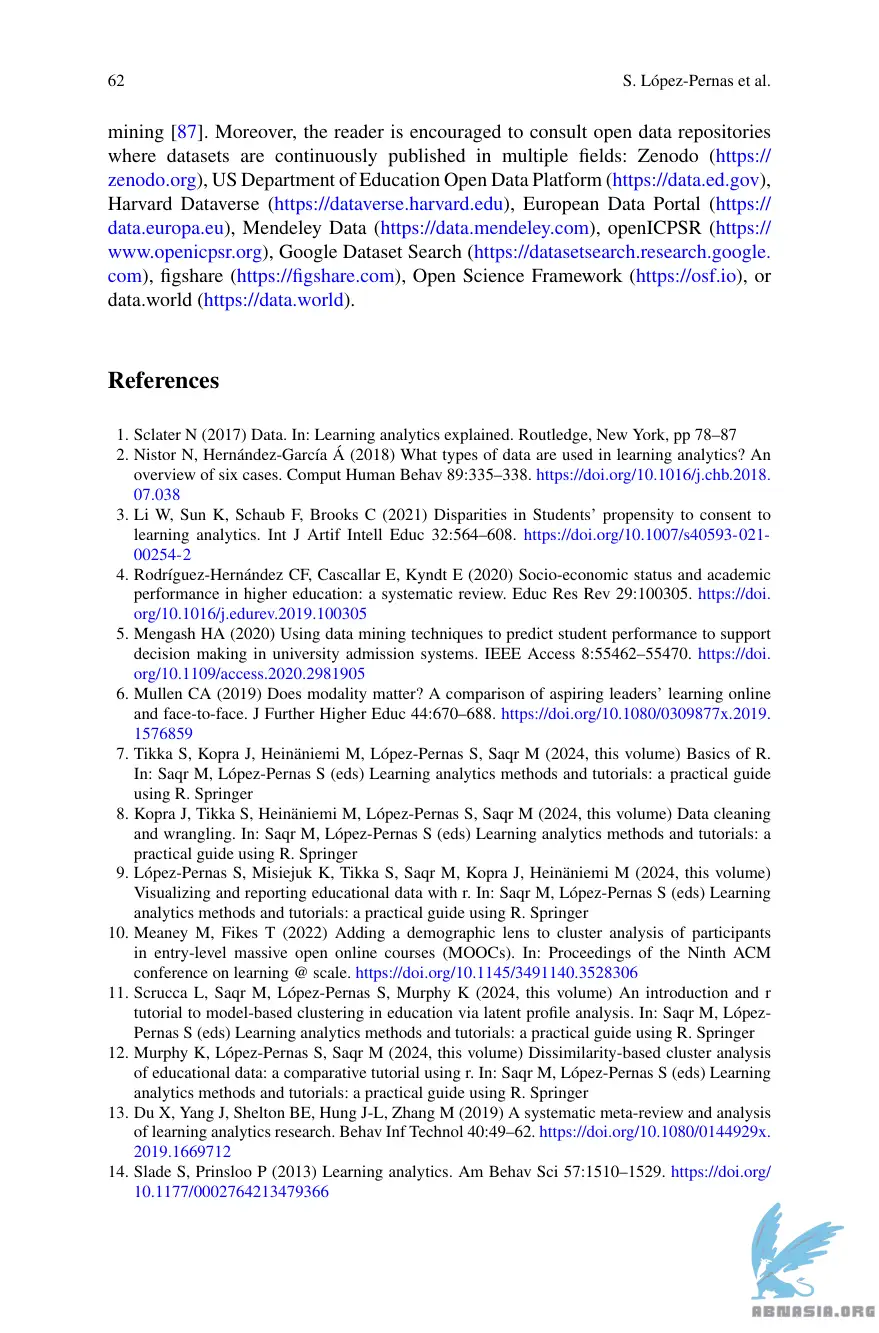 62
S. López-Pernas et al.
mining [87]. Moreover, the reader is encouraged to consult open data repositories
where datasets are continuously published in multiple fields: Zenodo (https://
zenodo.org), US Department of Education Open Data Platform (https://data.ed.gov),
Harvard Dataverse (https://dataverse.harvard.edu), European Data Portal (https://
data.europa.eu), Mendeley Data (https://data.mendeley.com), openICPSR (https://
www.openicpsr.org), Google Dataset Search (https://datasetsearch.research.google.
com), figshare (https://figshare.com), Open Science Framework (https://osf.io), or
data.world (https://data.world).
References
1. Sclater N (2017) Data. In: Learning analytics explained. Routledge, New York, pp 78–87
2. Nistor N, Hernández-García Á (2018) What types of data are used in learning analytics? An
overview of six cases. Comput Human Behav 89:335–338. https://doi.org/10.1016/j.chb.2018.
07.038
3. Li W, Sun K, Schaub F, Brooks C (2021) Disparities in Students’ propensity to consent to
learning analytics. Int J Artif Intell Educ 32:564–608. https://doi.org/10.1007/s40593-021-
00254-2
4. Rodríguez-Hernández CF, Cascallar E, Kyndt E (2020) Socio-economic status and academic
performance in higher education: a systematic review. Educ Res Rev 29:100305. https://doi.
org/10.1016/j.edurev.2019.100305
5. Mengash HA (2020) Using data mining techniques to predict student performance to support
decision making in university admission systems. IEEE Access 8:55462–55470. https://doi.
org/10.1109/access.2020.2981905
6. Mullen CA (2019) Does modality matter? A comparison of aspiring leaders’ learning online
and face-to-face. J Further Higher Educ 44:670–688. https://doi.org/10.1080/0309877x.2019.
1576859
7. Tikka S, Kopra J, Heinäniemi M, López-Pernas S, Saqr M (2024, this volume) Basics of R.
In: Saqr M, López-Pernas S (eds) Learning analytics methods and tutorials: a practical guide
using R. Springer
8. Kopra J, Tikka S, Heinäniemi M, López-Pernas S, Saqr M (2024, this volume) Data cleaning
and wrangling. In: Saqr M, López-Pernas S (eds) Learning analytics methods and tutorials: a
practical guide using R. Springer
9. López-Pernas S, Misiejuk K, Tikka S, Saqr M, Kopra J, Heinäniemi M (2024, this volume)
Visualizing and reporting educational data with r. In: Saqr M, López-Pernas S (eds) Learning
analytics methods and tutorials: a practical guide using R. Springer
10. Meaney M, Fikes T (2022) Adding a demographic lens to cluster analysis of participants
in entry-level massive open online courses (MOOCs). In: Proceedings of the Ninth ACM
conference on learning @ scale. https://doi.org/10.1145/3491140.3528306
11. Scrucca L, Saqr M, López-Pernas S, Murphy K (2024, this volume) An introduction and r
tutorial to model-based clustering in education via latent profile analysis. In: Saqr M, López-
Pernas S (eds) Learning analytics methods and tutorials: a practical guide using R. Springer
12. Murphy K, López-Pernas S, Saqr M (2024, this volume) Dissimilarity-based cluster analysis
of educational data: a comparative tutorial using r. In: Saqr M, López-Pernas S (eds) Learning
analytics methods and tutorials: a practical guide using R. Springer
13. Du X, Yang J, Shelton BE, Hung J-L, Zhang M (2019) A systematic meta-review and analysis
of learning analytics research. Behav Inf Technol 40:49–62. https://doi.org/10.1080/0144929x.
2019.1669712
14. Slade S, Prinsloo P (2013) Learning analytics. Am Behav Sci 57:1510–1529. https://doi.org/
10.1177/0002764213479366
ABNASIA.ORG